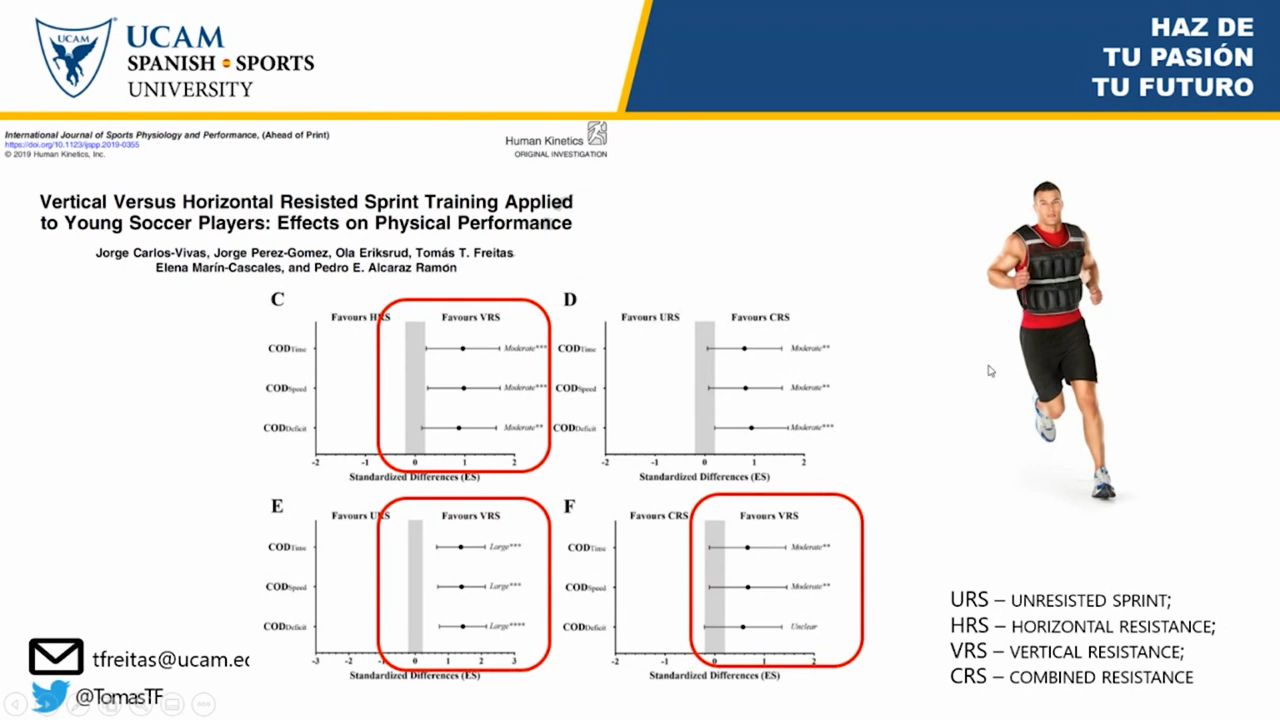 UCAM
UCAM
SPANISH SPORTS
UNIVERSITY
HAZ DE
TU PASIÓN
TU FUTURO
International Journal of Sports Physiology and Performance, (Ahead of Print)
https://doi.org/10.1123/ijspp.2019-0355
© 2019 Human Kinetics, Inc.
Human Kinetics
ORIGINAL INVESTIGATION
Vertical Versus Horizontal Resisted Sprint Training Applied
to Young Soccer Players: Effects on Physical Performance
Jorge Carlos-Vivas, Jorge Perez-Gomez, Ola Eriksrud, Tomás T. Freitas
Elena Marín-Cascales, and Pedro E. Alcaraz Ramon
C
Favours HRS Favours VRS
CODTime Moderate***
CODSpeed Moderate***
CODDeficit Moderate**
-2 -1 0 1 2
Standardized Differences (ES)
D
Favours URS Favours CRS
CODTime Moderate**
CODSpeed Moderate**
CODDeficit Moderate***
-2 -1 0 1 2
Standardized Differences (ES)
E
Favours URS Favours VRS
CODTime Large***
CODSpeed Large***
CODDeficit Large****
-3 -2 -1 0 1 2 3
Standardized Differences (ES)
F
Favours CRS Favours VRS
CODTime Moderate**
CODSpeed Moderate**
CODDeficit Unclear
-2 -1 0 1 2
Standardized Differences (ES)
URS – UNRESISTED SPRINT;
HRS – HORIZONTAL RESISTANCE;
VRS – VERTICAL RESISTANCE;
CRS – COMBINED RESISTANCE
tfreitas@ucam.ed
@TomasTF